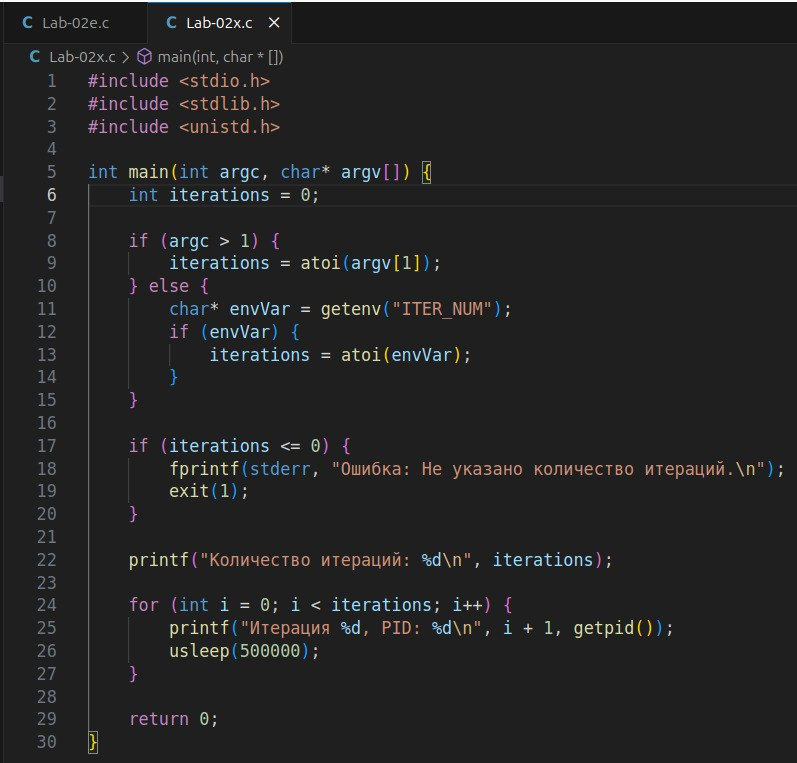 C Lab-02e.c C Lab-02x.c ×
C Lab-02x.c > main(int, char * [])
1 #include <stdio.h>
2 #include <stdlib.h>
3 #include <unistd.h>
4
5 int main(int argc, char* argv[]) {
6     int iterations = 0;
7
8     if (argc > 1) {
9         iterations = atoi(argv[1]);
10     } else {
11         char* envVar = getenv("ITER_NUM");
12         if (envVar) {
13             iterations = atoi(envVar);
14         }
15     }
16
17     if (iterations <= 0) {
18         fprintf(stderr, "Ошибка: Не указано количество итераций.\n");
19         exit(1);
20     }
21
22     printf("Количество итераций: %d\n", iterations);
23
24     for (int i = 0; i < iterations; i++) {
25         printf("Итерация %d, PID: %d\n", i + 1, getpid());
26         usleep(500000);
27     }
28
29     return 0;
30 }